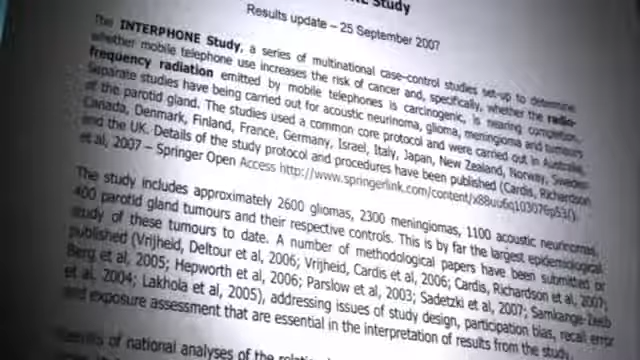 Study
Results update – 25 September 2007
The INTERPHONE Study, a series of multinational case-control studies set-up to determine
whether mobile telephone use increases the risk of cancer and, specifically, whether the radio-
frequency radiation emitted by mobile telephones is carcinogenic, is nearing completion.
Separate studies have being carried out for acoustic neurinoma, glioma, meningioma and tumours
of the parotid gland. The studies used a common core protocol and were carried out in Australia,
Canada, Denmark, Finland, France, Germany, Israel, Italy, Japan, New Zealand, Norway, Sweden
and the UK. Details of the study protocol and procedures have been published (Cardis, Richardson
et al, 2007 – Springer Open Access http://www.springerlink.com/content/x88uu6q103076p53/).
The study includes approximately 2600 gliomas, 2300 meningiomas, 1100 acoustic neurinomas,
400 parotid gland tumours and their respective controls. This is by far the largest epidemiological
study of these tumours to date. A number of methodological papers have been submitted or
published (Vrijheid, Deltour et al, 2006; Vrijheid, Cardis et al, 2006; Cardis, Richardson et al, 2007;
Berg et al, 2005; Hepworth et al, 2006; Parslow et al, 2003; Sadetzki et al, 2007; Samkange-Zeeb
et al, 2004; Lakhola et al, 2005), addressing issues of study design, participation bias, recall error
and exposure assessment that are essential in the interpretation of results from the study.
of national analyses of the